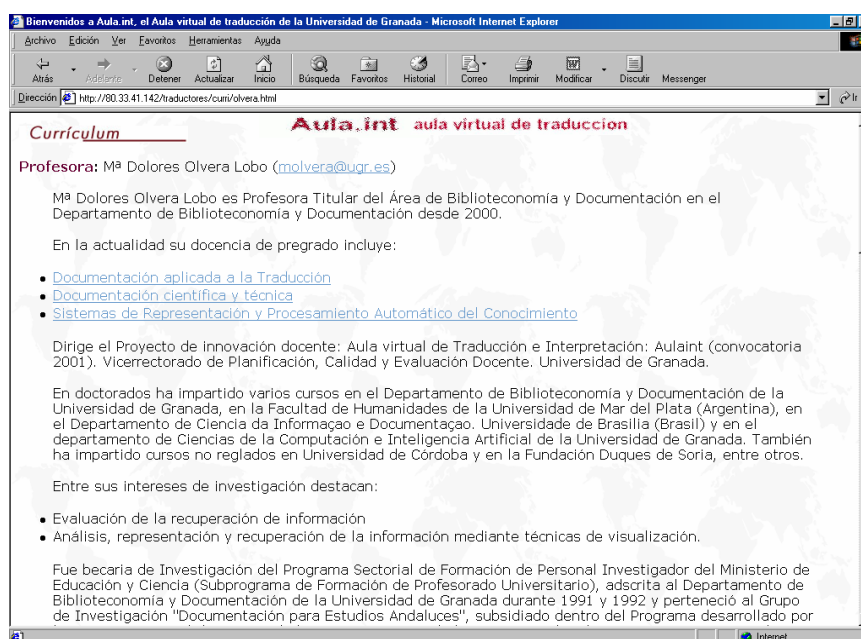 Bienvenidos a Aula.int, el Aula virtual de traducción de la Universidad de Granada - Microsoft Internet Explorer
Archivo Edición Ver Favoritos Herramientas Ayuda
Atrás Adelante Detener Actualizar Inicio Búsqueda Favoritos Historial Correo Imprimir Modificar Discutir Messenger
Dirección http://80.33.41.142/traductores/curri/olvera.html Ir
Currículum Aula.int aula virtual de traduccion
Profesora: Mª Dolores Olvera Lobo (molvera@ugr.es)
Mª Dolores Olvera Lobo es Profesora Titular del Área de Biblioteconomía y Documentación en el
Departamento de Biblioteconomía y Documentación desde 2000.
En la actualidad su docencia de pregrado incluye:
• Documentación aplicada a la Traducción
• Documentación científica y técnica
• Sistemas de Representación y Procesamiento Automático del Conocimiento
Dirige el Proyecto de innovación docente: Aula virtual de Traducción e Interpretación: Aulaint (convocatoria
2001). Vicerrectorado de Planificación, Calidad y Evaluación Docente. Universidad de Granada.
En doctorados ha impartido varios cursos en el Departamento de Biblioteconomía y Documentación de la
Universidad de Granada, en la Facultad de Humanidades de la Universidad de Mar del Plata (Argentina), en
el Departamento de Ciencia da Informaçao e Documentaçao. Universidade de Brasilia (Brasil) y en el
departamento de Ciencias de la Computación e Inteligencia Artificial de la Universidad de Granada. También
ha impartido cursos no reglados en Universidad de Córdoba y en la Fundación Duques de Soria, entre otros.
Entre sus intereses de investigación destacan:
• Evaluación de la recuperación de información
• Análisis, representación y recuperación de la información mediante técnicas de visualización.
Fue becaria de Investigación del Programa Sectorial de Formación de Personal Investigador del Ministerio de
Educación y Ciencia (Subprograma de Formación de Profesorado Universitario), adscrita al Departamento de
Biblioteconomía y Documentación de la Universidad de Granada durante 1991 y 1992 y perteneció al Grupo
de Investigación "Documentación para Estudios Andaluces", subsidiado dentro del Programa desarrollado por
Internet